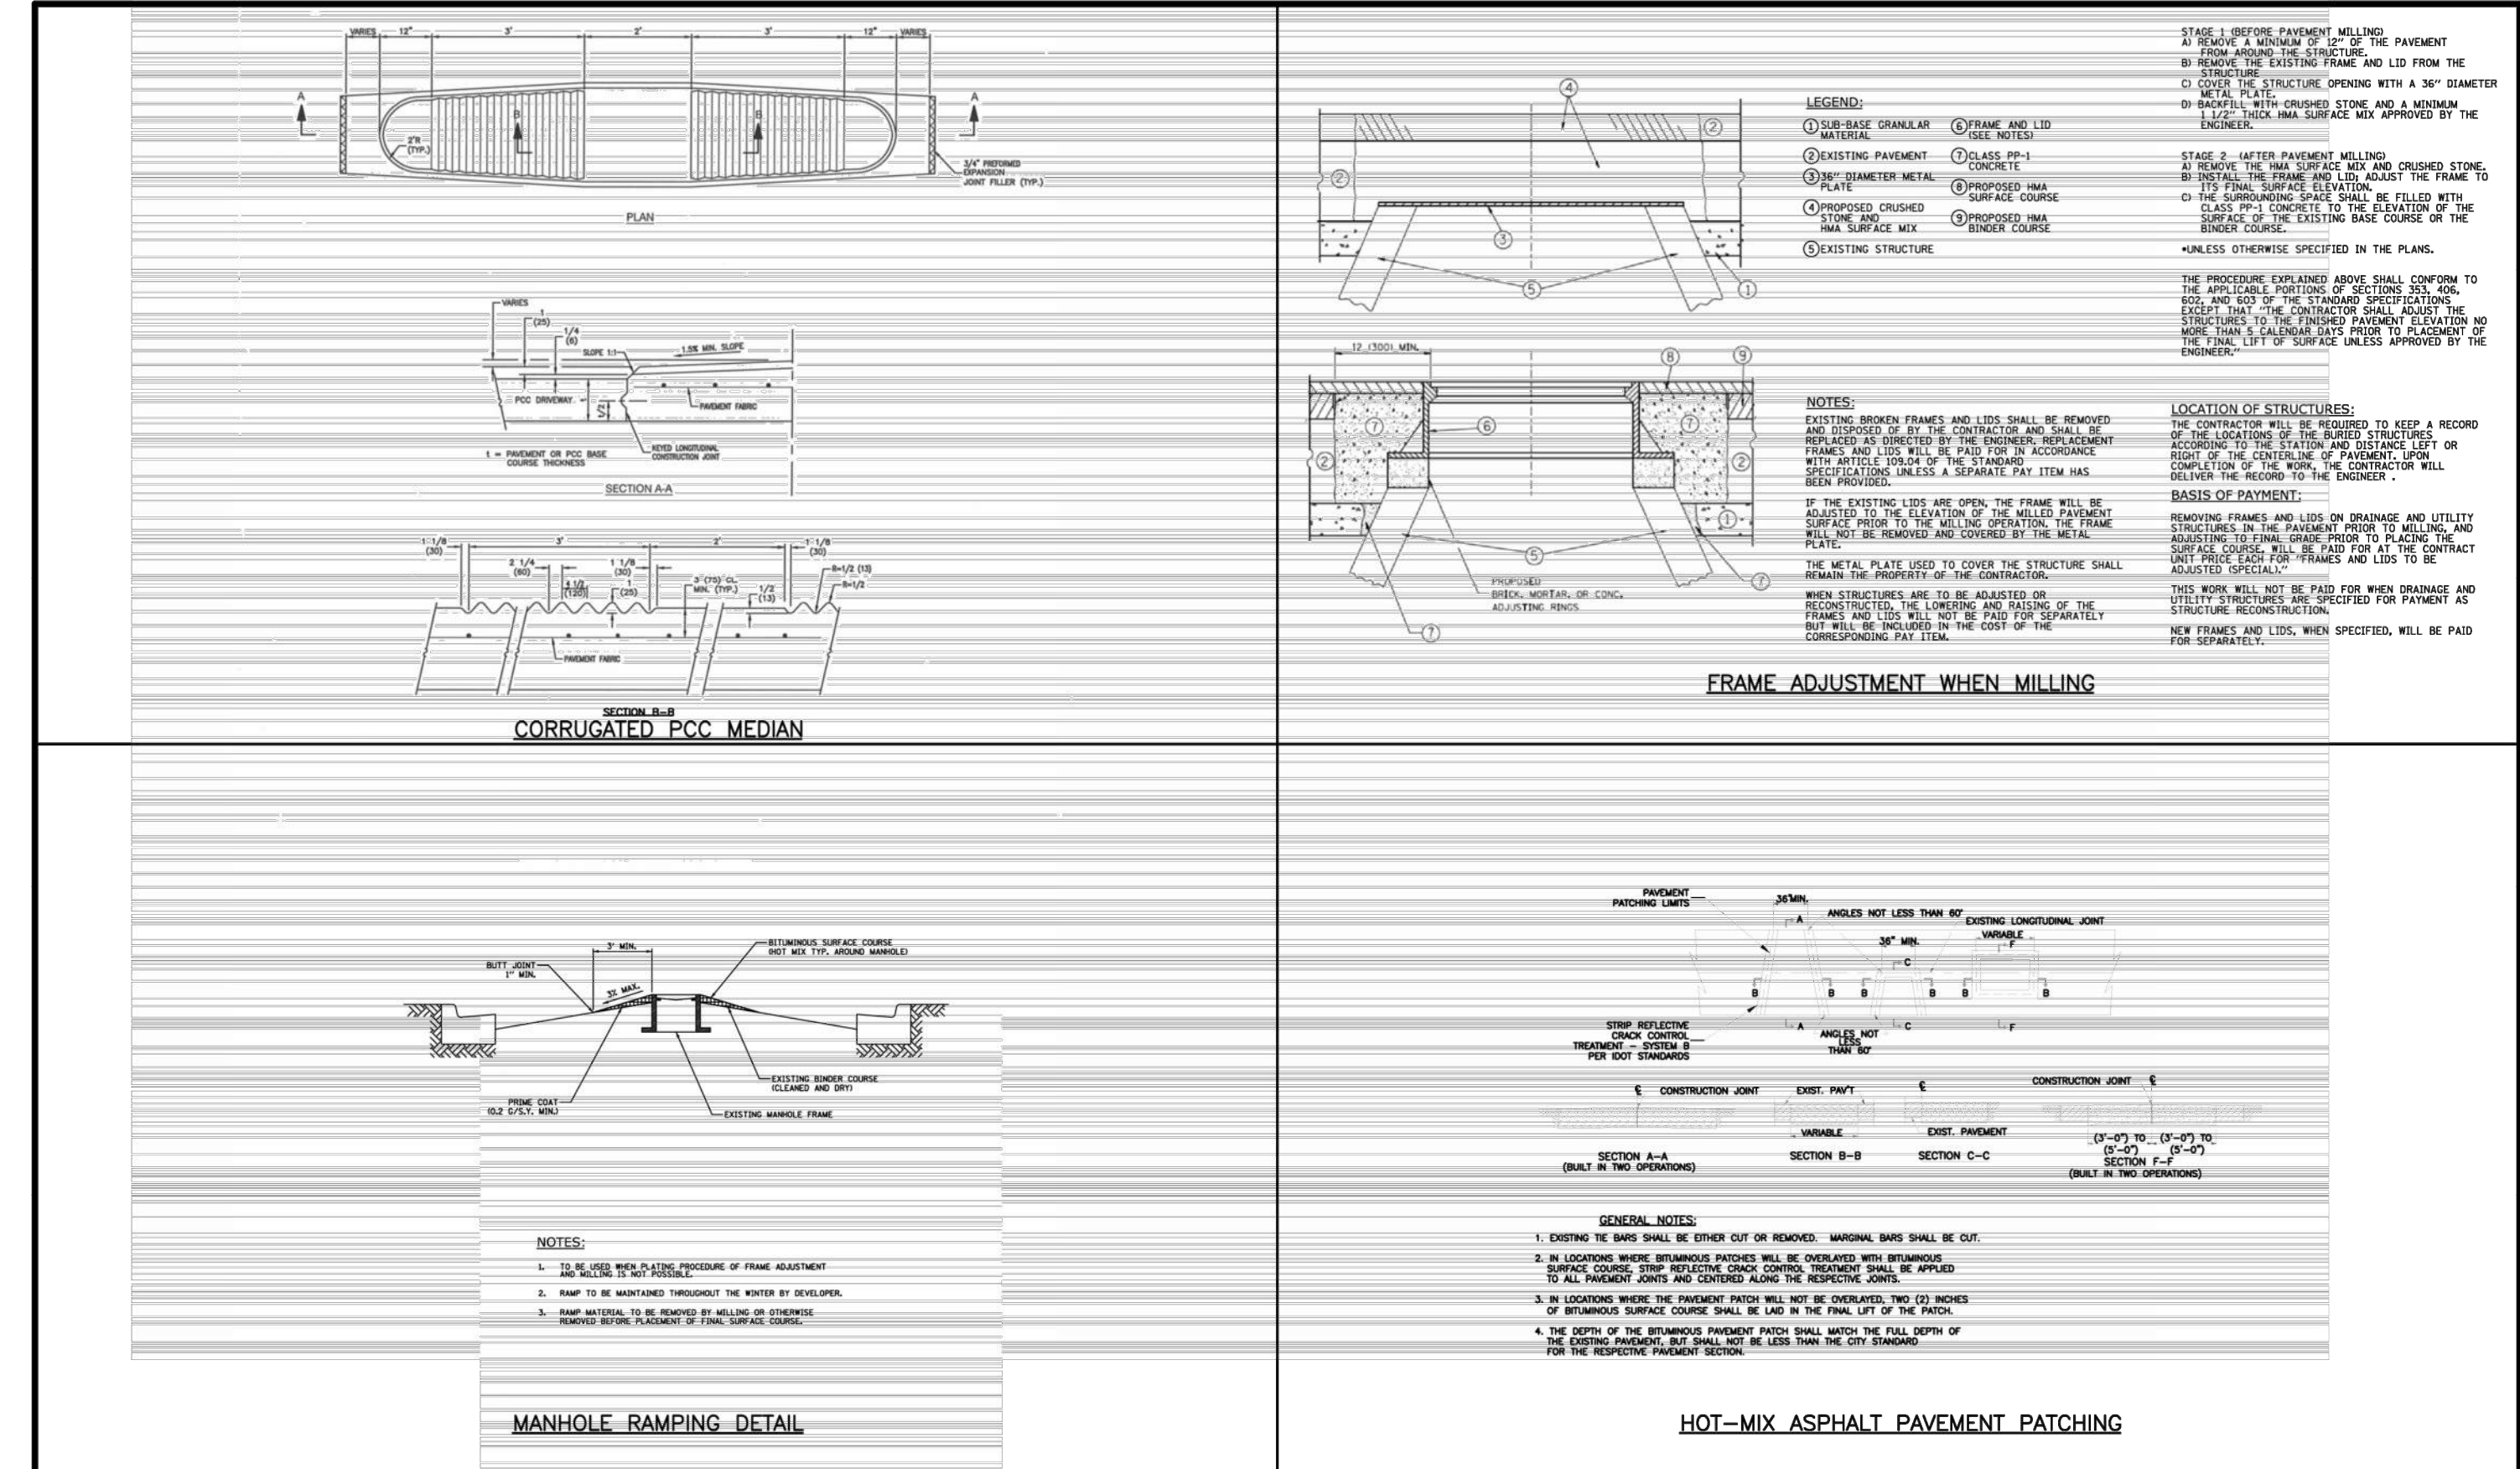 VARIES
12"
3'
2'
3'
12"
VARIES
A
A
B
B
2'R
(TYP.)
3/4" PREFORMED
EXPANSION
JOINT FILLER (TYP.)
PLAN
VARIES
1
(25)
1/4
(6)
SLOPE 1:1
1.5% MIN. SLOPE
PCC DRIVEWAY
t/2
PAVEMENT FABRIC
KEYED LONGITUDINAL
CONSTRUCTION JOINT
t = PAVEMENT OR PCC BASE
COURSE THICKNESS
SECTION A-A
1-1/8
(30)
3'
2'
1-1/8
(30)
2 1/4
(60)
4 1/2
(120)
1 1/8
(30)
1
(25)
3 (75) CL.
MIN. (TYP.)
1/2
(13)
R=1/2 (13)
R=1/2
PAVEMENT FABRIC
SECTION B-B
CORRUGATED PCC MEDIAN
4
2
2
3
5
1
LEGEND:
1 SUB-BASE GRANULAR
MATERIAL
2 EXISTING PAVEMENT
3 36" DIAMETER METAL
PLATE
4 PROPOSED CRUSHED
STONE AND
HMA SURFACE MIX
5 EXISTING STRUCTURE
6 FRAME AND LID
(SEE NOTES)
7 CLASS PP-1
CONCRETE
8 PROPOSED HMA
SURFACE COURSE
9 PROPOSED HMA
BINDER COURSE
STAGE 1 (BEFORE PAVEMENT MILLING)
A) REMOVE A MINIMUM OF 12" OF THE PAVEMENT
FROM AROUND THE STRUCTURE.
B) REMOVE THE EXISTING FRAME AND LID FROM THE
STRUCTURE
C) COVER THE STRUCTURE OPENING WITH A 36" DIAMETER
METAL PLATE.
D) BACKFILL WITH CRUSHED STONE AND A MINIMUM
1 1/2" THICK HMA SURFACE MIX APPROVED BY THE
ENGINEER.
STAGE 2 (AFTER PAVEMENT MILLING)
A) REMOVE THE HMA SURFACE MIX AND CRUSHED STONE.
B) INSTALL THE FRAME AND LID; ADJUST THE FRAME TO
ITS FINAL SURFACE ELEVATION.
C) THE SURROUNDING SPACE SHALL BE FILLED WITH
CLASS PP-1 CONCRETE TO THE ELEVATION OF THE
SURFACE OF THE EXISTING BASE COURSE OR THE
BINDER COURSE.
*UNLESS OTHERWISE SPECIFIED IN THE PLANS.
THE PROCEDURE EXPLAINED ABOVE SHALL CONFORM TO
THE APPLICABLE PORTIONS OF SECTIONS 353, 406,
602, AND 603 OF THE STANDARD SPECIFICATIONS
EXCEPT THAT "THE CONTRACTOR SHALL ADJUST THE
STRUCTURES TO THE FINISHED PAVEMENT ELEVATION NO
MORE THAN 5 CALENDAR DAYS PRIOR TO PLACEMENT OF
THE FINAL LIFT OF SURFACE UNLESS APPROVED BY THE
ENGINEER."
12 (300) MIN.
8
9
7
6
7
2
2
1
5
7
7
PROPOSED
BRICK, MORTAR, OR CONC.
ADJUSTING RINGS
NOTES:
EXISTING BROKEN FRAMES AND LIDS SHALL BE REMOVED
AND DISPOSED OF BY THE CONTRACTOR AND SHALL BE
REPLACED AS DIRECTED BY THE ENGINEER. REPLACEMENT
FRAMES AND LIDS WILL BE PAID FOR IN ACCORDANCE
WITH ARTICLE 109.04 OF THE STANDARD
SPECIFICATIONS UNLESS A SEPARATE PAY ITEM HAS
BEEN PROVIDED.
IF THE EXISTING LIDS ARE OPEN, THE FRAME WILL BE
ADJUSTED TO THE ELEVATION OF THE MILLED PAVEMENT
SURFACE PRIOR TO THE MILLING OPERATION. THE FRAME
WILL NOT BE REMOVED AND COVERED BY THE METAL
PLATE.
THE METAL PLATE USED TO COVER THE STRUCTURE SHALL
REMAIN THE PROPERTY OF THE CONTRACTOR.
WHEN STRUCTURES ARE TO BE ADJUSTED OR
RECONSTRUCTED, THE LOWERING AND RAISING OF THE
FRAMES AND LIDS WILL NOT BE PAID FOR SEPARATELY
BUT WILL BE INCLUDED IN THE COST OF THE
CORRESPONDING PAY ITEM.
LOCATION OF STRUCTURES:
THE CONTRACTOR WILL BE REQUIRED TO KEEP A RECORD
OF THE LOCATIONS OF THE BURIED STRUCTURES
ACCORDING TO THE STATION AND DISTANCE LEFT OR
RIGHT OF THE CENTERLINE OF PAVEMENT. UPON
COMPLETION OF THE WORK, THE CONTRACTOR WILL
DELIVER THE RECORD TO THE ENGINEER .
BASIS OF PAYMENT:
REMOVING FRAMES AND LIDS ON DRAINAGE AND UTILITY
STRUCTURES IN THE PAVEMENT PRIOR TO MILLING, AND
ADJUSTING TO FINAL GRADE PRIOR TO PLACING THE
SURFACE COURSE, WILL BE PAID FOR AT THE CONTRACT
UNIT PRICE EACH FOR "FRAMES AND LIDS TO BE
ADJUSTED (SPECIAL)."
THIS WORK WILL NOT BE PAID FOR WHEN DRAINAGE AND
UTILITY STRUCTURES ARE SPECIFIED FOR PAYMENT AS
STRUCTURE RECONSTRUCTION.
NEW FRAMES AND LIDS, WHEN SPECIFIED, WILL BE PAID
FOR SEPARATELY.
FRAME ADJUSTMENT WHEN MILLING
3' MIN.
BITUMINOUS SURFACE COURSE
(HOT MIX TYP. AROUND MANHOLE)
BUTT JOINT
1" MIN.
3% MAX.
EXISTING BINDER COURSE
(CLEANED AND DRY)
PRIME COAT
(0.2 G/S.Y. MIN.)
EXISTING MANHOLE FRAME
NOTES:
1. TO BE USED WHEN PLATING PROCEDURE OF FRAME ADJUSTMENT
AND MILLING IS NOT POSSIBLE.
2. RAMP TO BE MAINTAINED THROUGHOUT THE WINTER BY DEVELOPER.
3. RAMP MATERIAL TO BE REMOVED BY MILLING OR OTHERWISE
REMOVED BEFORE PLACEMENT OF FINAL SURFACE COURSE.
MANHOLE RAMPING DETAIL
PAVEMENT
PATCHING LIMITS
36"MIN.
A
ANGLES NOT LESS THAN 60°
EXISTING LONGITUDINAL JOINT
36" MIN.
VARIABLE
F
C
B
B
B
B
B
B
STRIP REFLECTIVE
CRACK CONTROL
TREATMENT - SYSTEM B
PER IDOT STANDARDS
A
ANGLES NOT
LESS
THAN 60°
C
F
℄
CONSTRUCTION JOINT
EXIST. PAV'T
℄
CONSTRUCTION JOINT
℄
VARIABLE
EXIST. PAVEMENT
(3'-0") TO
(5'-0")
(3'-0") TO
(5'-0")
SECTION A-A
(BUILT IN TWO OPERATIONS)
SECTION B-B
SECTION C-C
SECTION F-F
(BUILT IN TWO OPERATIONS)
GENERAL NOTES:
1. EXISTING TIE BARS SHALL BE EITHER CUT OR REMOVED. MARGINAL BARS SHALL BE CUT.
2. IN LOCATIONS WHERE BITUMINOUS PATCHES WILL BE OVERLAYED WITH BITUMINOUS
SURFACE COURSE, STRIP REFLECTIVE CRACK CONTROL TREATMENT SHALL BE APPLIED
TO ALL PAVEMENT JOINTS AND CENTERED ALONG THE RESPECTIVE JOINTS.
3. IN LOCATIONS WHERE THE PAVEMENT PATCH WILL NOT BE OVERLAYED, TWO (2) INCHES
OF BITUMINOUS SURFACE COURSE SHALL BE LAID IN THE FINAL LIFT OF THE PATCH.
4. THE DEPTH OF THE BITUMINOUS PAVEMENT PATCH SHALL MATCH THE FULL DEPTH OF
THE EXISTING PAVEMENT, BUT SHALL NOT BE LESS THAN THE CITY STANDARD
FOR THE RESPECTIVE PAVEMENT SECTION.
HOT-MIX ASPHALT PAVEMENT PATCHING